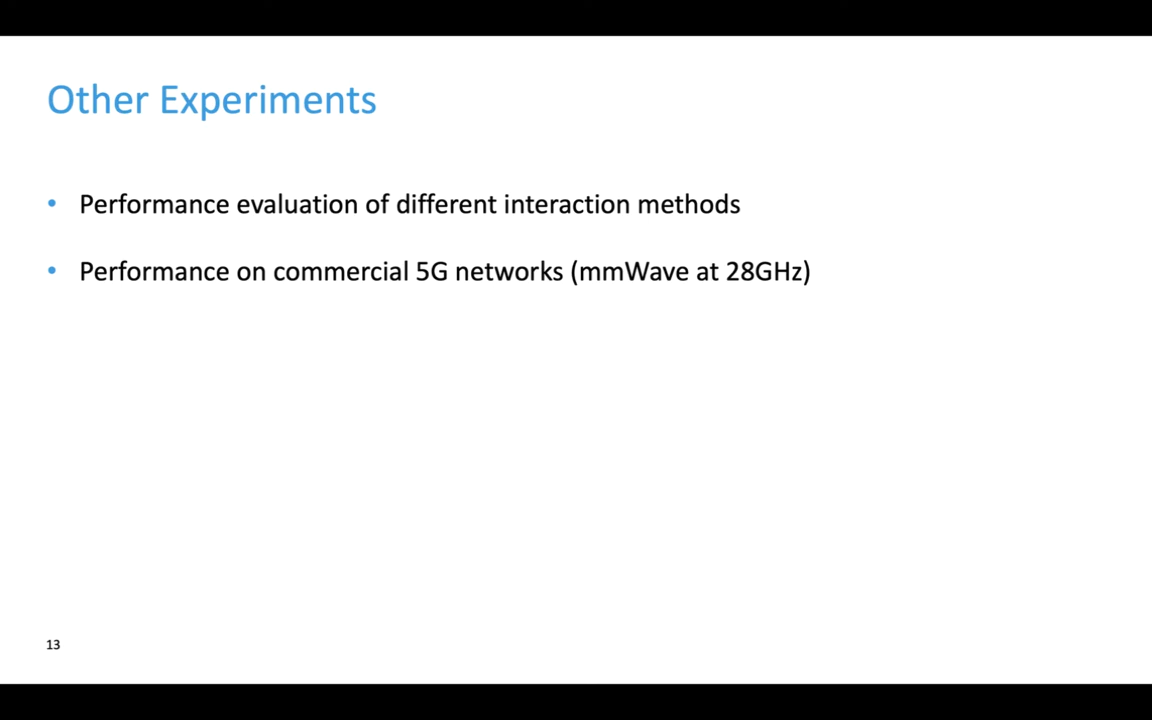 Other Experiments
• Performance evaluation of different interaction methods
• Performance on commercial 5G networks (mmWave at 28GHz)
13